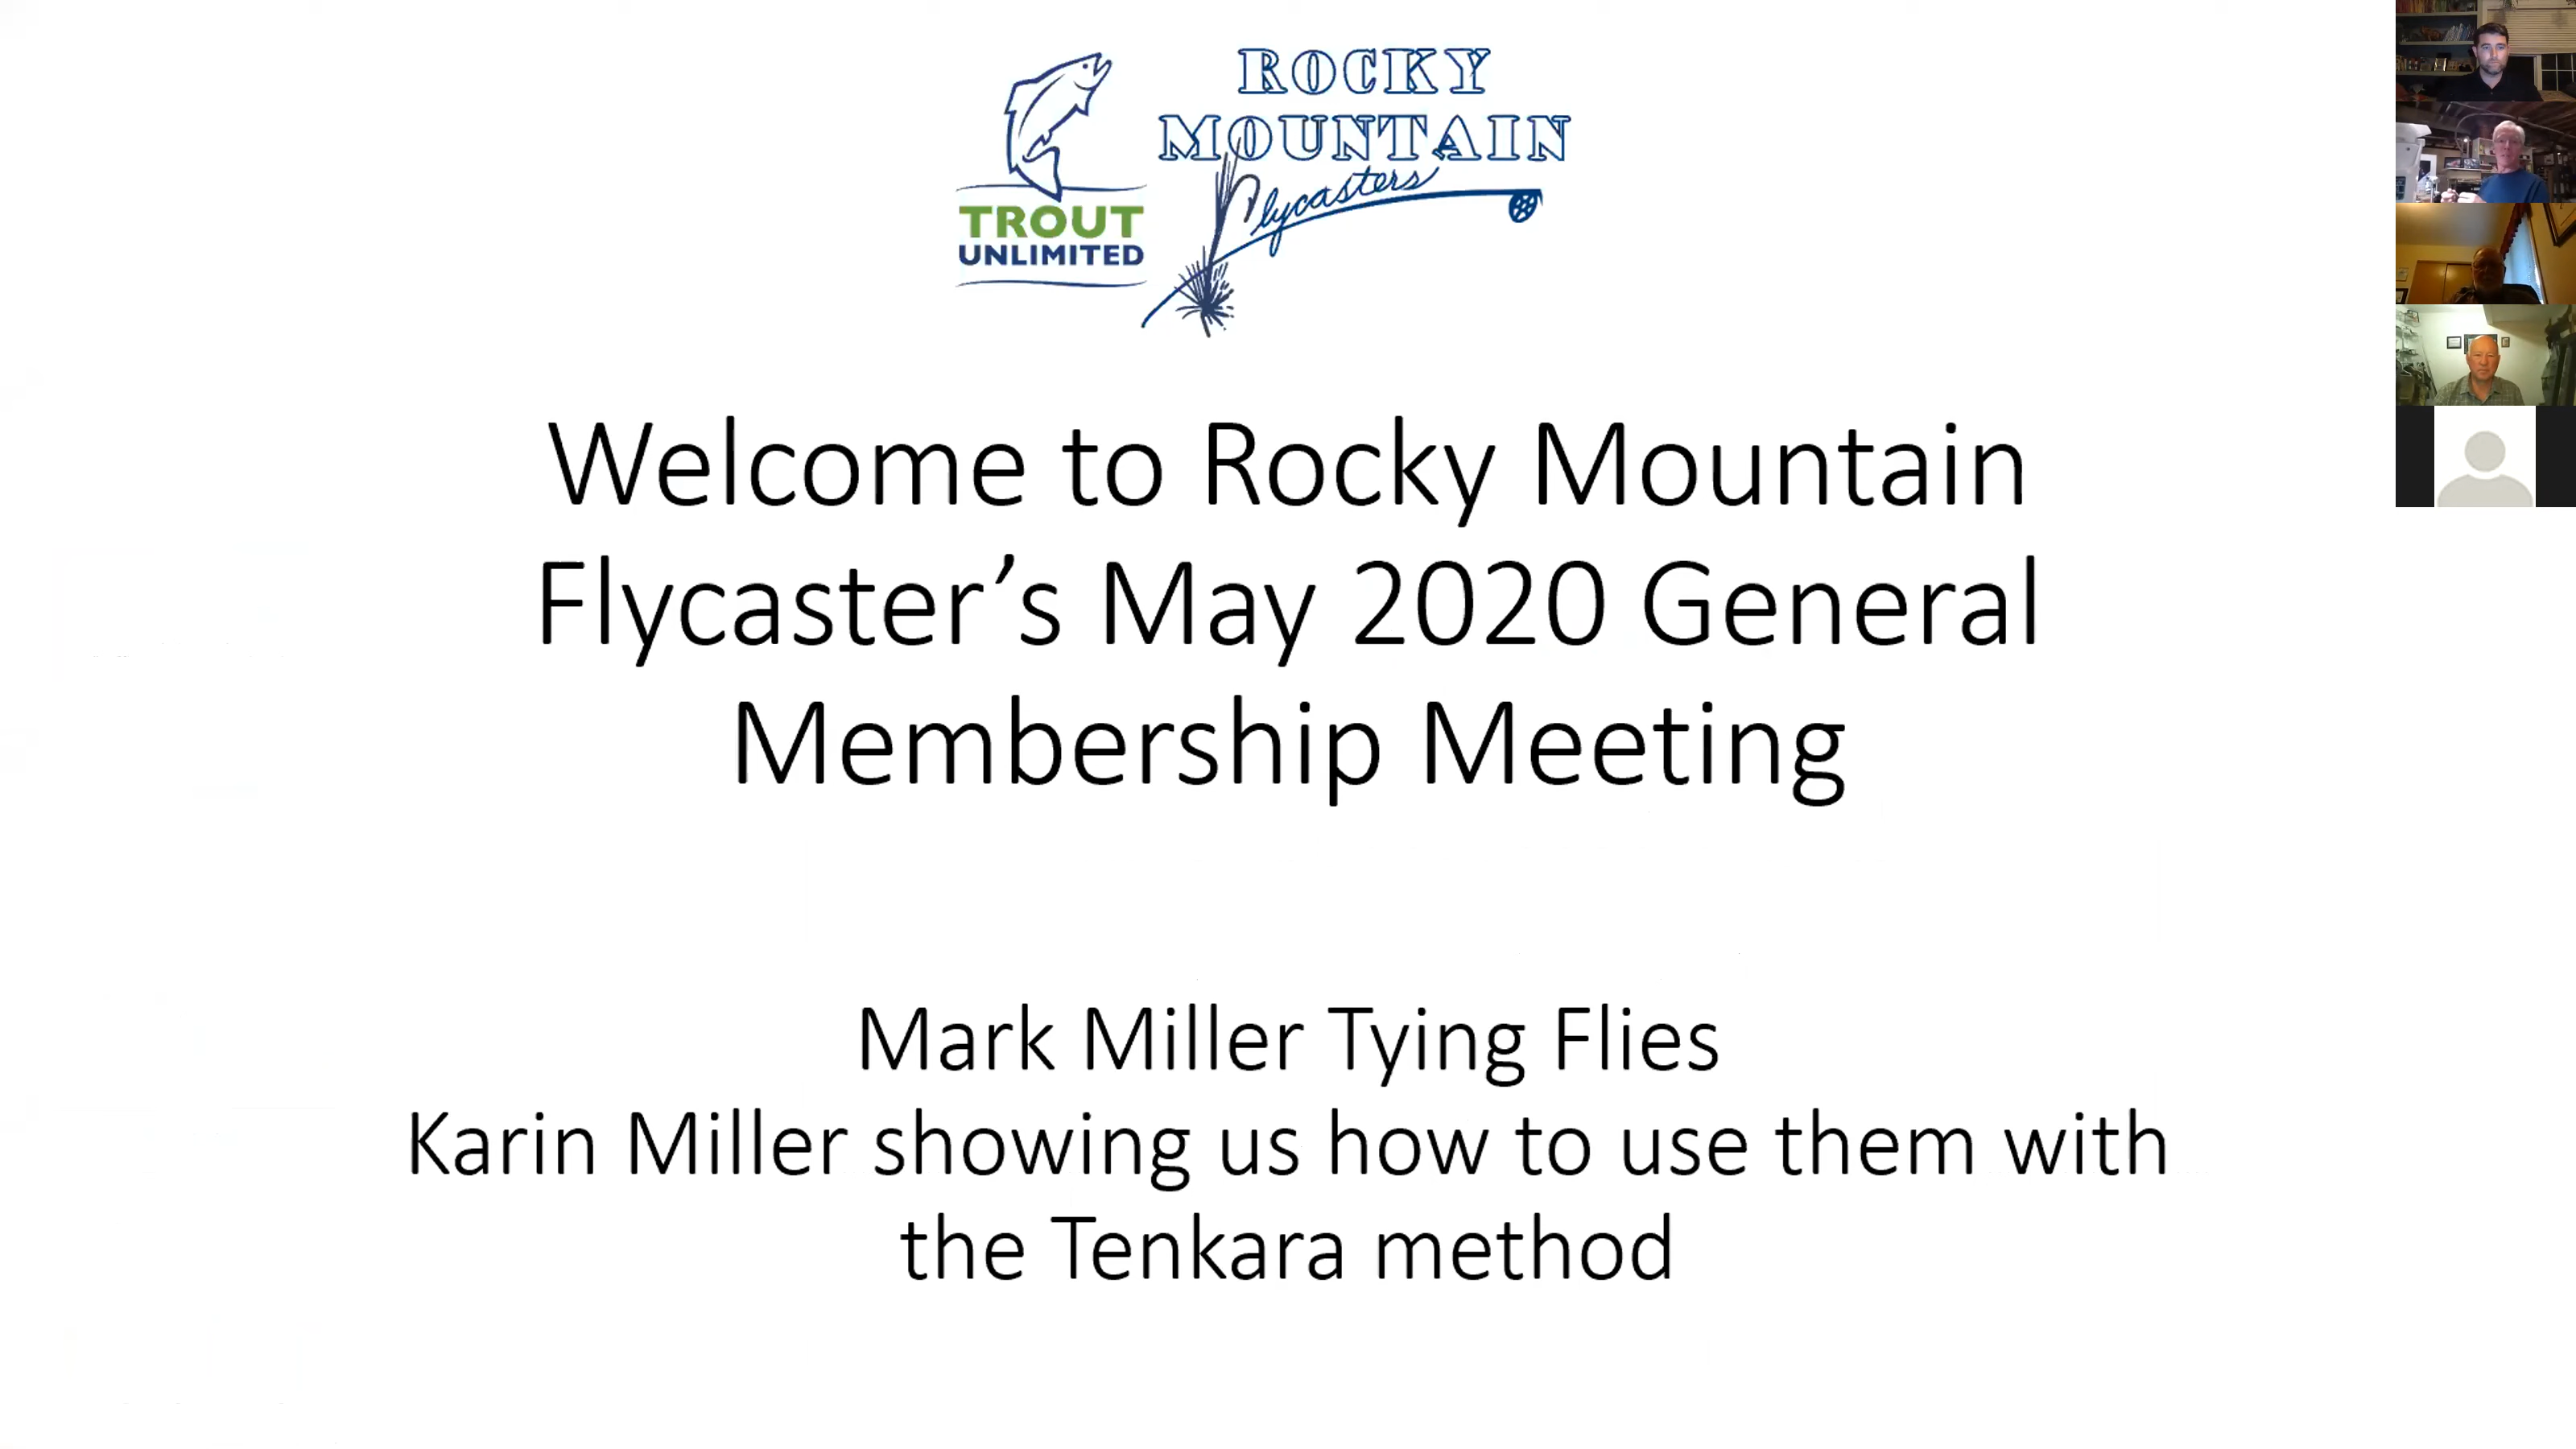 ROCKY
MOUNTAIN
Flycasters
TROUT
UNLIMITED
Welcome to Rocky Mountain
Flycaster’s May 2020 General
Membership Meeting
Mark Miller Tying Flies
Karin Miller showing us how to use them with
the Tenkara method